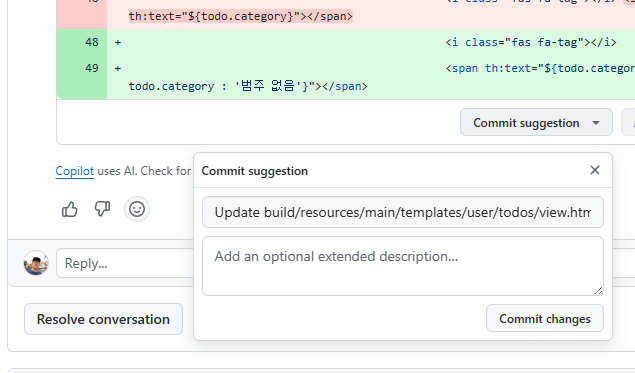 th:text="${todo.category}"></span>
48 + <i class="fas fa-tag"></i>
49 + <span th:text="${todo.categor
todo.category : '범주 없음'}"></span>
Commit suggestion
Copilot uses AI. Check for
Commit suggestion
Update build/resources/main/templates/user/todos/view.htm
Add an optional extended description...
Reply...
Commit changes
Resolve conversation